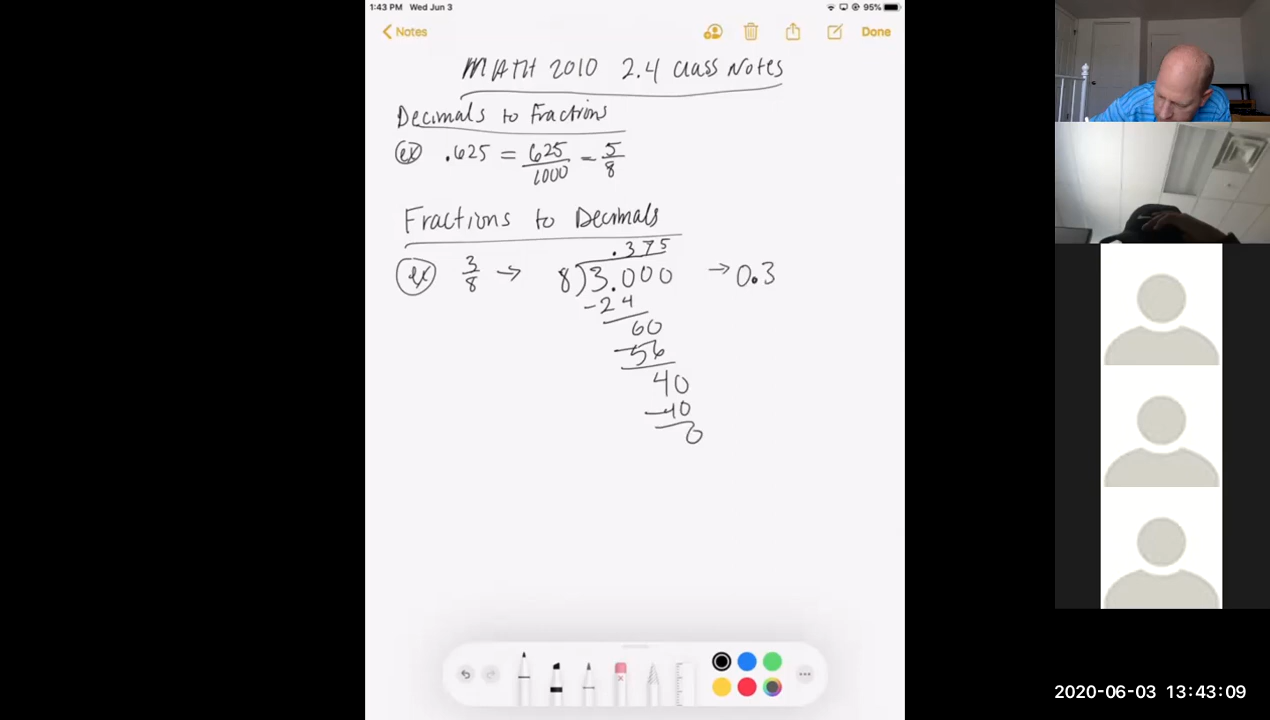 1:43 PM Wed Jun 3
95%
Notes
Done
MATH 2010 2.4 Class Notes
Decimals to Fractions
ex .625 = 625/1000 = 5/8
Fractions to Decimals
.375
ex 3/8 → 8)3.000 → 0.3
-24
60
-56
40
-40
0
2020-06-03 13:43:09